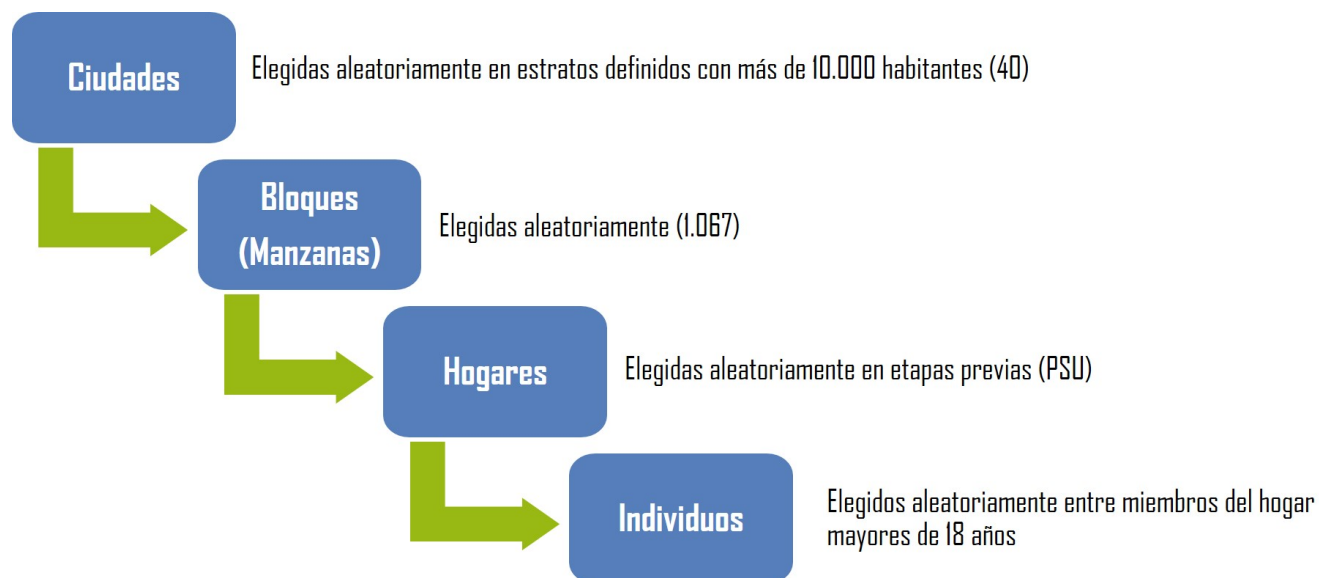 Ciudades
Elegidas aleatoriamente en estratos definidos con más de 10.000 habitantes (40)
Bloques
(Manzanas)
Elegidas aleatoriamente (1.067)
Hogares
Elegidas aleatoriamente en etapas previas (PSU)
Individuos
Elegidos aleatoriamente entre miembros del hogar
mayores de 18 años